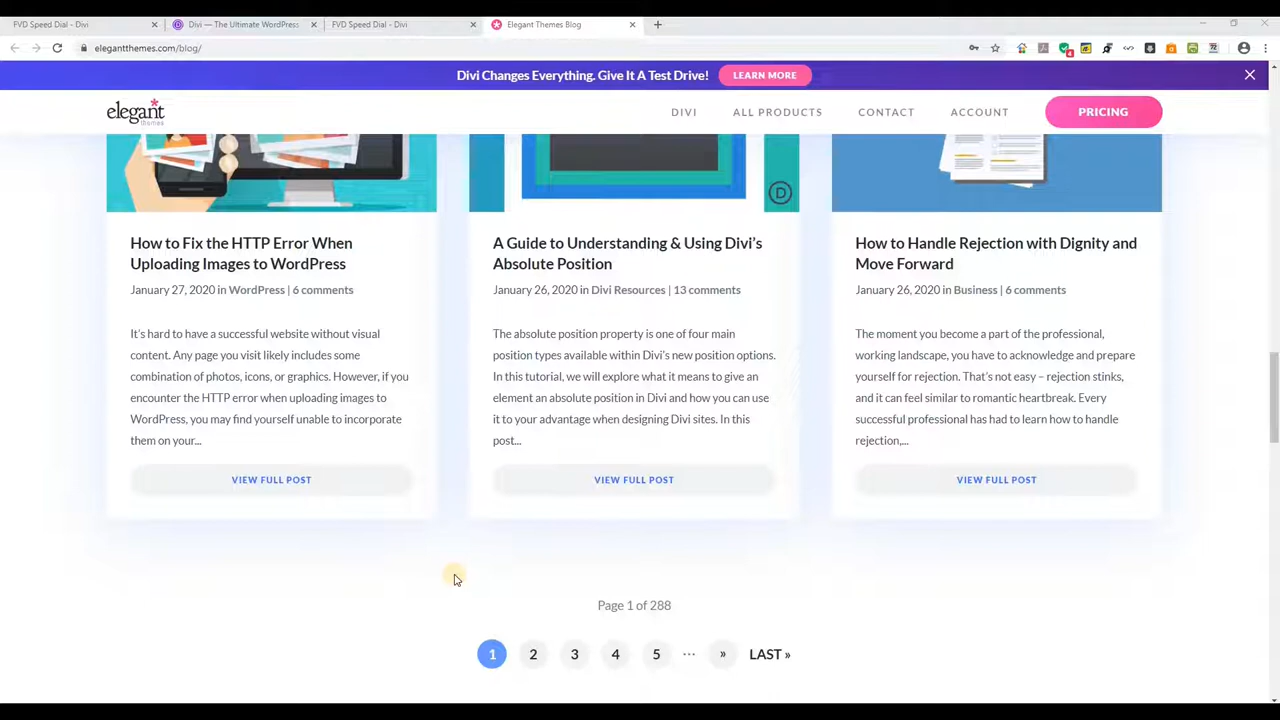 FVD Speed Dial - Divi
Divi — The Ultimate WordPress
FVD Speed Dial - Divi
Elegant Themes Blog
elegantthemes.com/blog/
4
Divi Changes Everything. Give It A Test Drive! LEARN MORE
elegant
themes
DIVI ALL PRODUCTS CONTACT ACCOUNT PRICING
D
How to Fix the HTTP Error When
Uploading Images to WordPress
January 27, 2020 in WordPress | 6 comments
It's hard to have a successful website without visual
content. Any page you visit likely includes some
combination of photos, icons, or graphics. However, if you
encounter the HTTP error when uploading images to
WordPress, you may find yourself unable to incorporate
them on your...
VIEW FULL POST
A Guide to Understanding & Using Divi's
Absolute Position
January 26, 2020 in Divi Resources | 13 comments
The absolute position property is one of four main
position types available within Divi's new position options.
In this tutorial, we will explore what it means to give an
element an absolute position in Divi and how you can use
it to your advantage when designing Divi sites. In this
post...
VIEW FULL POST
How to Handle Rejection with Dignity and
Move Forward
January 26, 2020 in Business | 6 comments
The moment you become a part of the professional,
working landscape, you have to acknowledge and prepare
yourself for rejection. That's not easy – rejection stinks,
and it can feel similar to romantic heartbreak. Every
successful professional has had to learn how to handle
rejection,...
VIEW FULL POST
Page 1 of 288
1 2 3 4 5 ... » LAST »